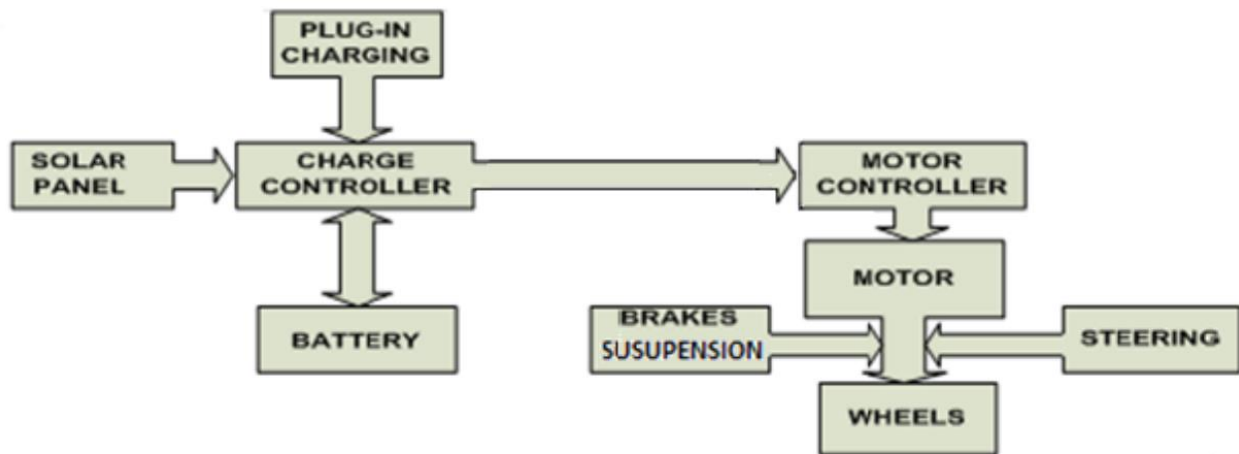 PLUG-IN
CHARGING
SOLAR
PANEL
CHARGE
CONTROLLER
MOTOR
CONTROLLER
MOTOR
BATTERY
BRAKES
SUSUPENSION
STEERING
WHEELS